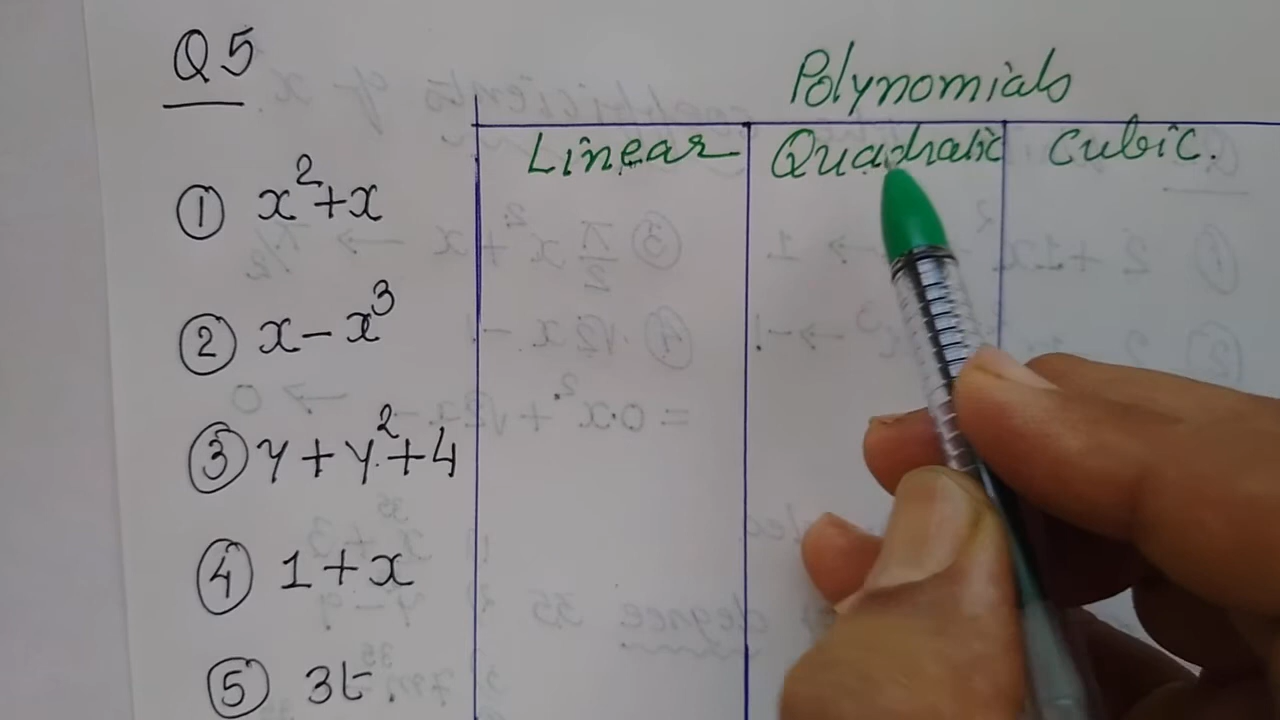 Q5
Polynomials
Linear Quadratic Cubic.
① x²+x
② x-x³
③ y+y²+4
④ 1+x
⑤ 3t.